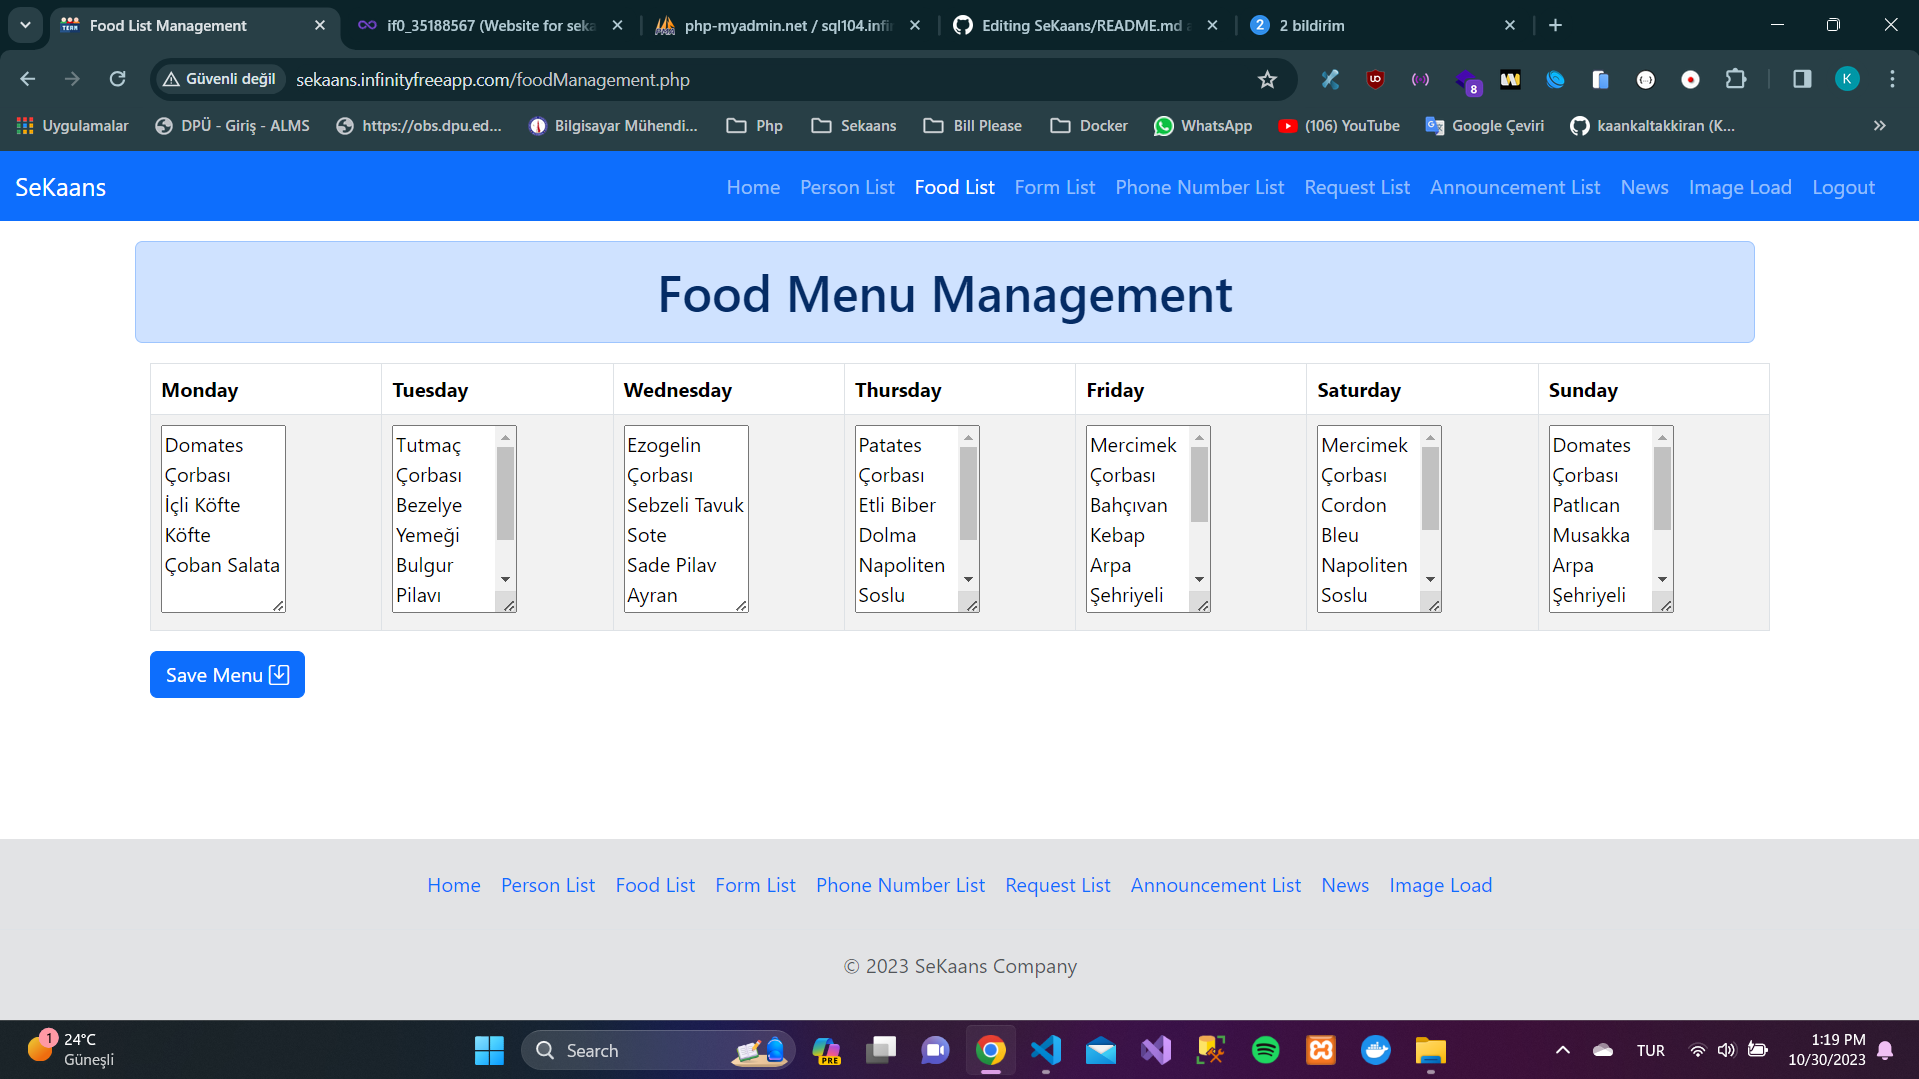 Food List Management
if0_35188567 (Website for seka
php-myadmin.net / sql104.infi
Editing SeKaans/README.md a
2 2 bildirim
Güvenli değil
sekaans.infinityfreeapp.com/foodManagement.php
8
K
Uygulamalar
DPÜ - Giriş - ALMS
https://obs.dpu.ed...
Bilgisayar Mühendi...
Php
Sekaans
Bill Please
Docker
WhatsApp
(106) YouTube
Google Çeviri
kaankaltakkiran (K...
SeKaans
Home Person List Food List Form List Phone Number List Request List Announcement List News Image Load Logout
Food Menu Management
Monday Tuesday Wednesday Thursday Friday Saturday Sunday
Domates
Çorbası
İçli Köfte
Köfte
Çoban Salata
Tutmaç
Çorbası
Bezelye
Yemeği
Bulgur
Pilavı
Ezogelin
Çorbası
Sebzeli Tavuk
Sote
Sade Pilav
Ayran
Patates
Çorbası
Etli Biber
Dolma
Napoliten
Soslu
Mercimek
Çorbası
Bahçıvan
Kebap
Arpa
Şehriyeli
Mercimek
Çorbası
Cordon
Bleu
Napoliten
Soslu
Domates
Çorbası
Patlıcan
Musakka
Arpa
Şehriyeli
Save Menu
Home Person List Food List Form List Phone Number List Request List Announcement List News Image Load
© 2023 SeKaans Company
1
24°C
Güneşli
Search
PRE
TUR
1:19 PM
10/30/2023